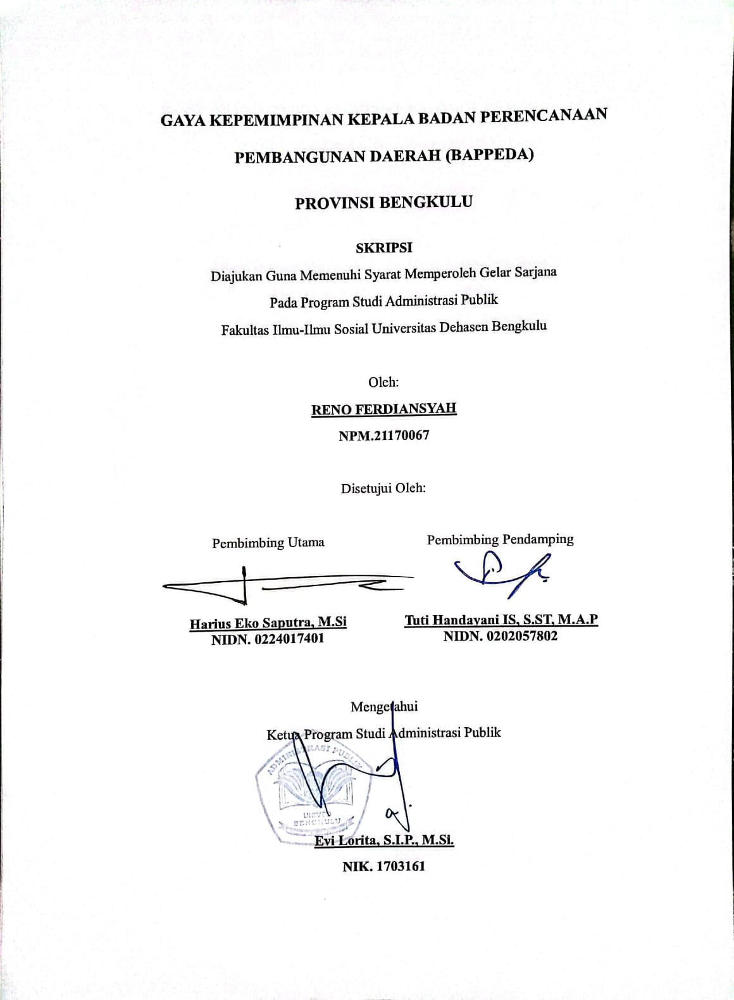 GAYA KEPEMIMPINAN KEPALA BADAN PERENCANAAN
PEMBANGUNAN DAERAH (BAPPEDA)
PROVINSI BENGKULU
SKRIPSI
Diajukan Guna Memenuhi Syarat Memperoleh Gelar Sarjana
Pada Program Studi Administrasi Publik
Fakultas Ilmu-Ilmu Sosial Universitas Dehasen Bengkulu
Oleh:
RENO FERDIANSYAH
NPM.21170067
Disetujui Oleh:
Pembimbing Utama
Pembimbing Pendamping
Harius Eko Saputra, M.Si
NIDN. 0224017401
Tuti Handayani IS, S.ST, M.A.P
NIDN. 0202057802
Mengetahui
Ketua Program Studi Administrasi Publik
ADMINISTRASI PUBLIK
BENGKULU
Evi Lorita, S.I.P., M.Si.
NIK. 1703161